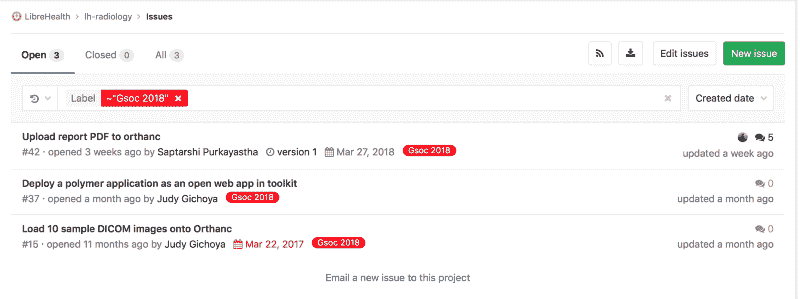 LibreHealth > lh-radiology > Issues
Open 3 Closed 0 All 3 Edit issues New issue
Label ~"Gsoc 2018" × × Created date
Upload report PDF to orthanc 5
#42 · opened 3 weeks ago by Saptarshi Purkayastha version 1 Mar 27, 2018 Gsoc 2018 updated a week ago
Deploy a polymer application as an open web app in toolkit 0
#37 · opened a month ago by Judy Gichoya Gsoc 2018 updated a month ago
Load 10 sample DICOM images onto Orthanc 0
#15 · opened 11 months ago by Judy Gichoya Mar 22, 2017 Gsoc 2018 updated a month ago
Email a new issue to this project